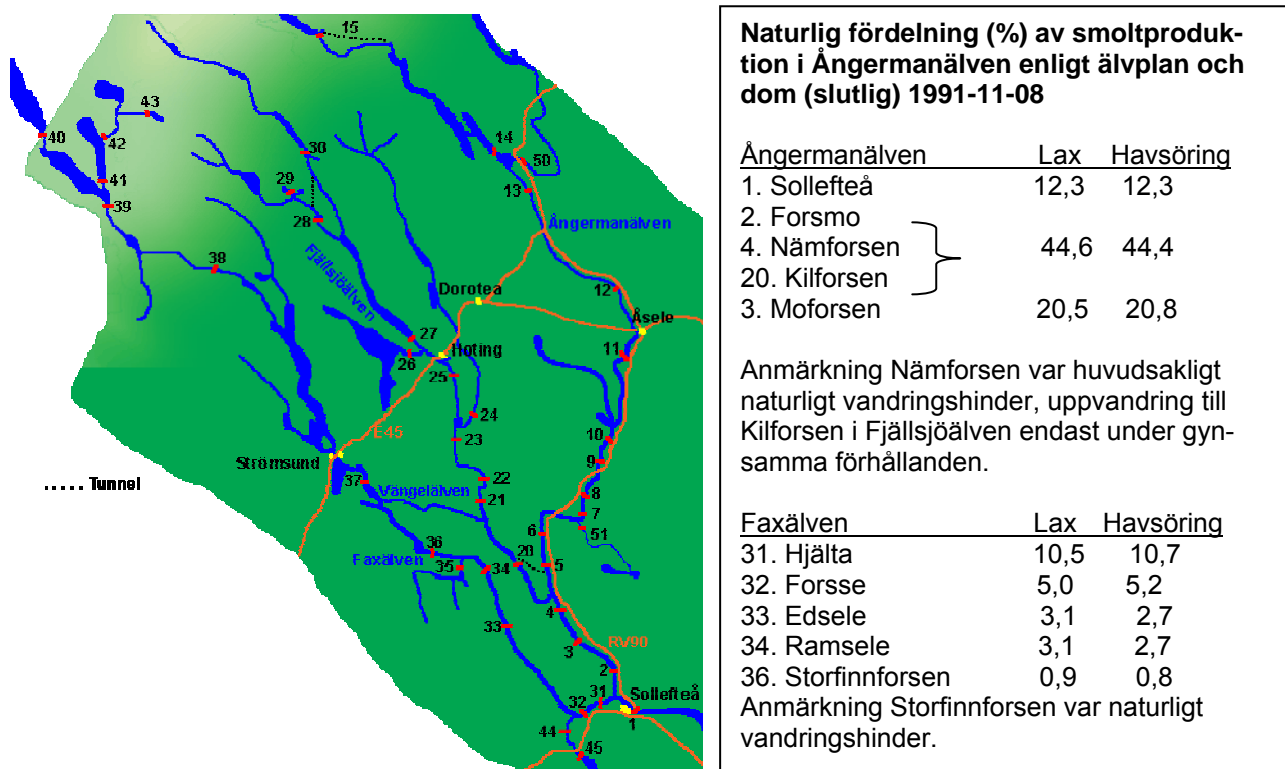 15
43
40
42
30
14
50
41
29
13
39
28
Ångermanälven
38
Fjällsjöälven
12
Dorotea
Åsele
27
Hoting
11
26
25
24
E45
23
10
Strömsund
9
..... Tunnel
37
22
Vängelälven
21
8
7
6
51
36
20
Faxälven
35
34
5
4
33
3
RV90
2
Sollefteå
31
32
1
44
45
Naturlig fördelning (%) av smoltproduk-
tion i Ångermanälven enligt älvplan och
dom (slutlig) 1991-11-08
Ångermanälven Lax Havsöring
1. Sollefteå 12,3 12,3
2. Forsmo
4. Nämforsen 44,6 44,4
20. Kilforsen
3. Moforsen 20,5 20,8
Anmärkning Nämforsen var huvudsakligt
naturligt vandringshinder, uppvandring till
Kilforsen i Fjällsjöälven endast under gyn-
samma förhållanden.
Faxälven Lax Havsöring
31. Hjälta 10,5 10,7
32. Forsse 5,0 5,2
33. Edsele 3,1 2,7
34. Ramsele 3,1 2,7
36. Storfinnforsen 0,9 0,8
Anmärkning Storfinnforsen var naturligt
vandringshinder.